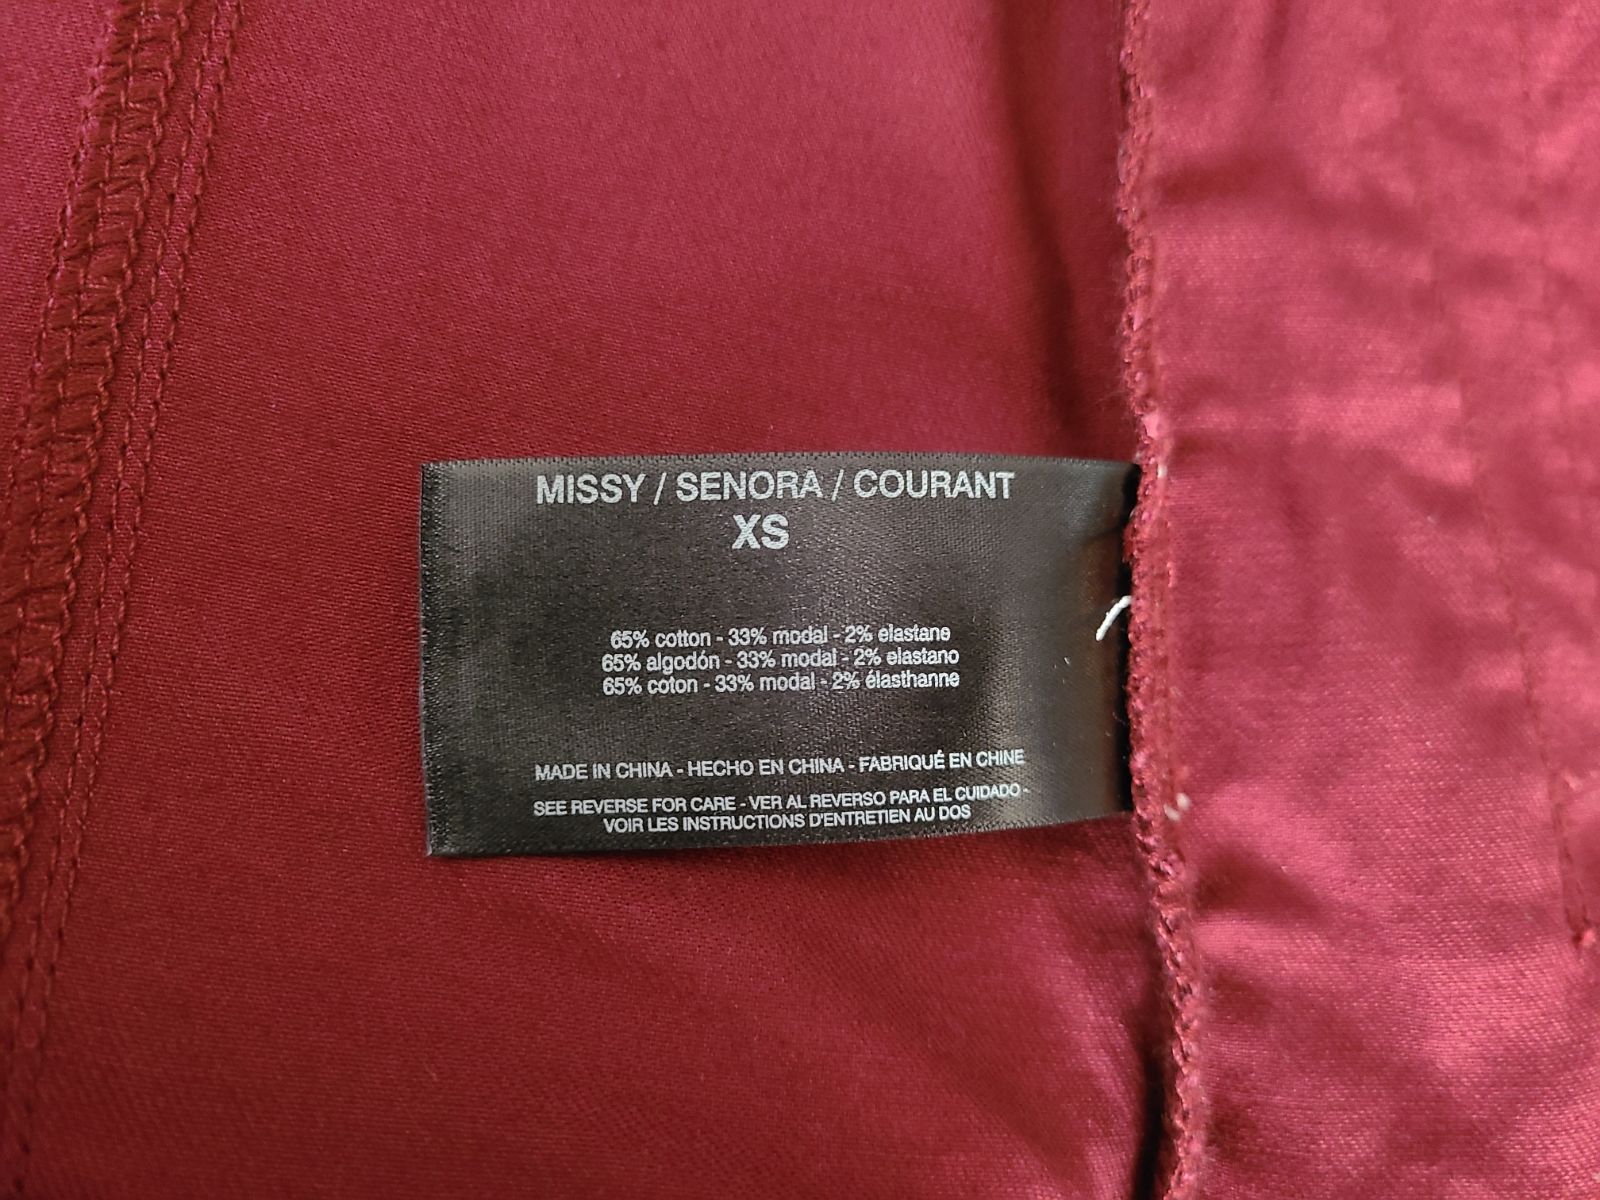 MISSY / SENORA / COURANT
XS
65% cotton - 33% modal - 2% elastane
65% algodón - 33% modal - 2% elastano
65% coton - 33% modal - 2% élasthanne
MADE IN CHINA - HECHO EN CHINA - FABRIQUÉ EN CHINE
SEE REVERSE FOR CARE - VER AL REVERSO PARA EL CUIDADO -
VOIR LES INSTRUCTIONS D'ENTRETIEN AU DOS